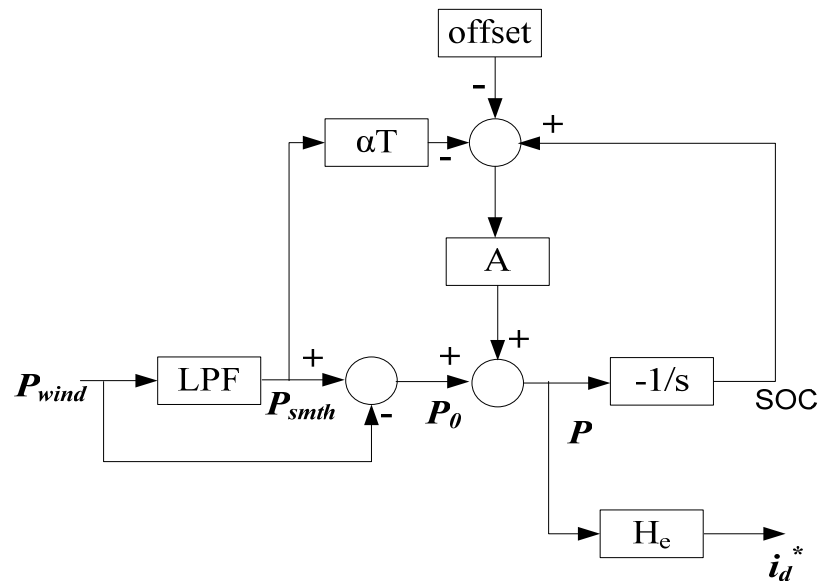 offset
-
+
αT
-
A
+
+
+
P_wind
LPF
P_smth
-
P_0
P
-1/s
SOC
H_e
i_d^*